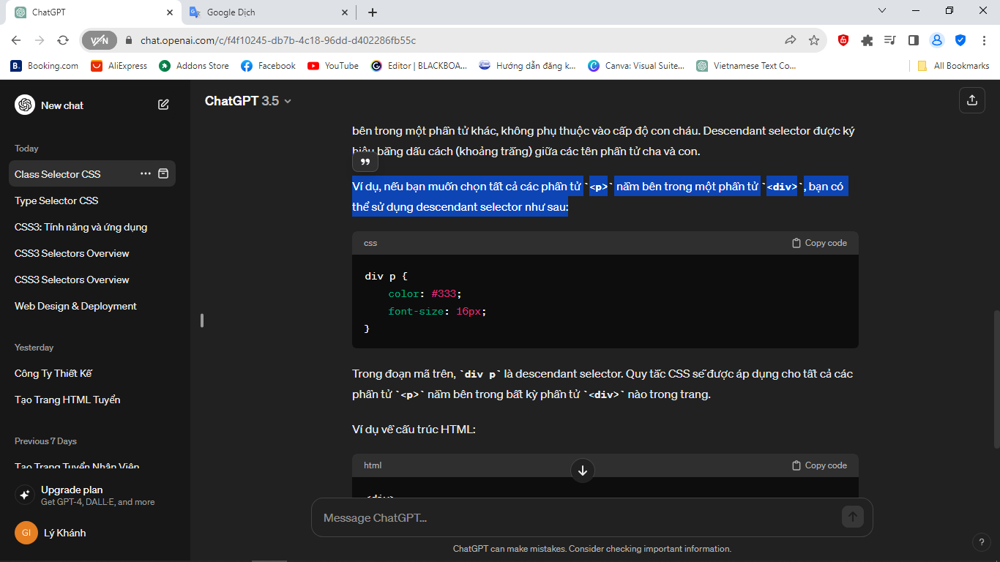 ChatGPT
Google Dịch
VPN
chat.openai.com/c/f4f10245-db7b-4c18-96dd-d402286fb55c
Booking.com
AliExpress
Addons Store
Facebook
YouTube
Editor | BLACKBOA...
Hướng dẫn đăng k...
Canva: Visual Suite...
Vietnamese Text Co...
All Bookmarks
New chat
Today
Class Selector CSS
Type Selector CSS
CSS3: Tính năng và ứng dụng
CSS3 Selectors Overview
CSS3 Selectors Overview
Web Design & Deployment
Yesterday
Công Ty Thiết Kế
Tạo Trang HTML Tuyển
Previous 7 Days
Tạo Trang Tuyển Nhân Viên
Upgrade plan
Get GPT-4, DALL·E, and more
GI
Lý Khánh
ChatGPT 3.5
bên trong một phần tử khác, không phụ thuộc vào cấp độ con cháu. Descendant selector được ký
hiệu bằng dấu cách (khoảng trắng) giữa các tên phần tử cha và con.
Ví dụ, nếu bạn muốn chọn tất cả các phần tử `<p>` nằm bên trong một phần tử `<div>`, bạn có
thể sử dụng descendant selector như sau:
css
Copy code
div p {
color: #333;
font-size: 16px;
}
Trong đoạn mã trên, `div p` là descendant selector. Quy tắc CSS sẽ được áp dụng cho tất cả các
phần tử `<p>` nằm bên trong bất kỳ phần tử `<div>` nào trong trang.
Ví dụ về cấu trúc HTML:
html
Copy code
<div>
Message ChatGPT...
ChatGPT can make mistakes. Consider checking important information.
?